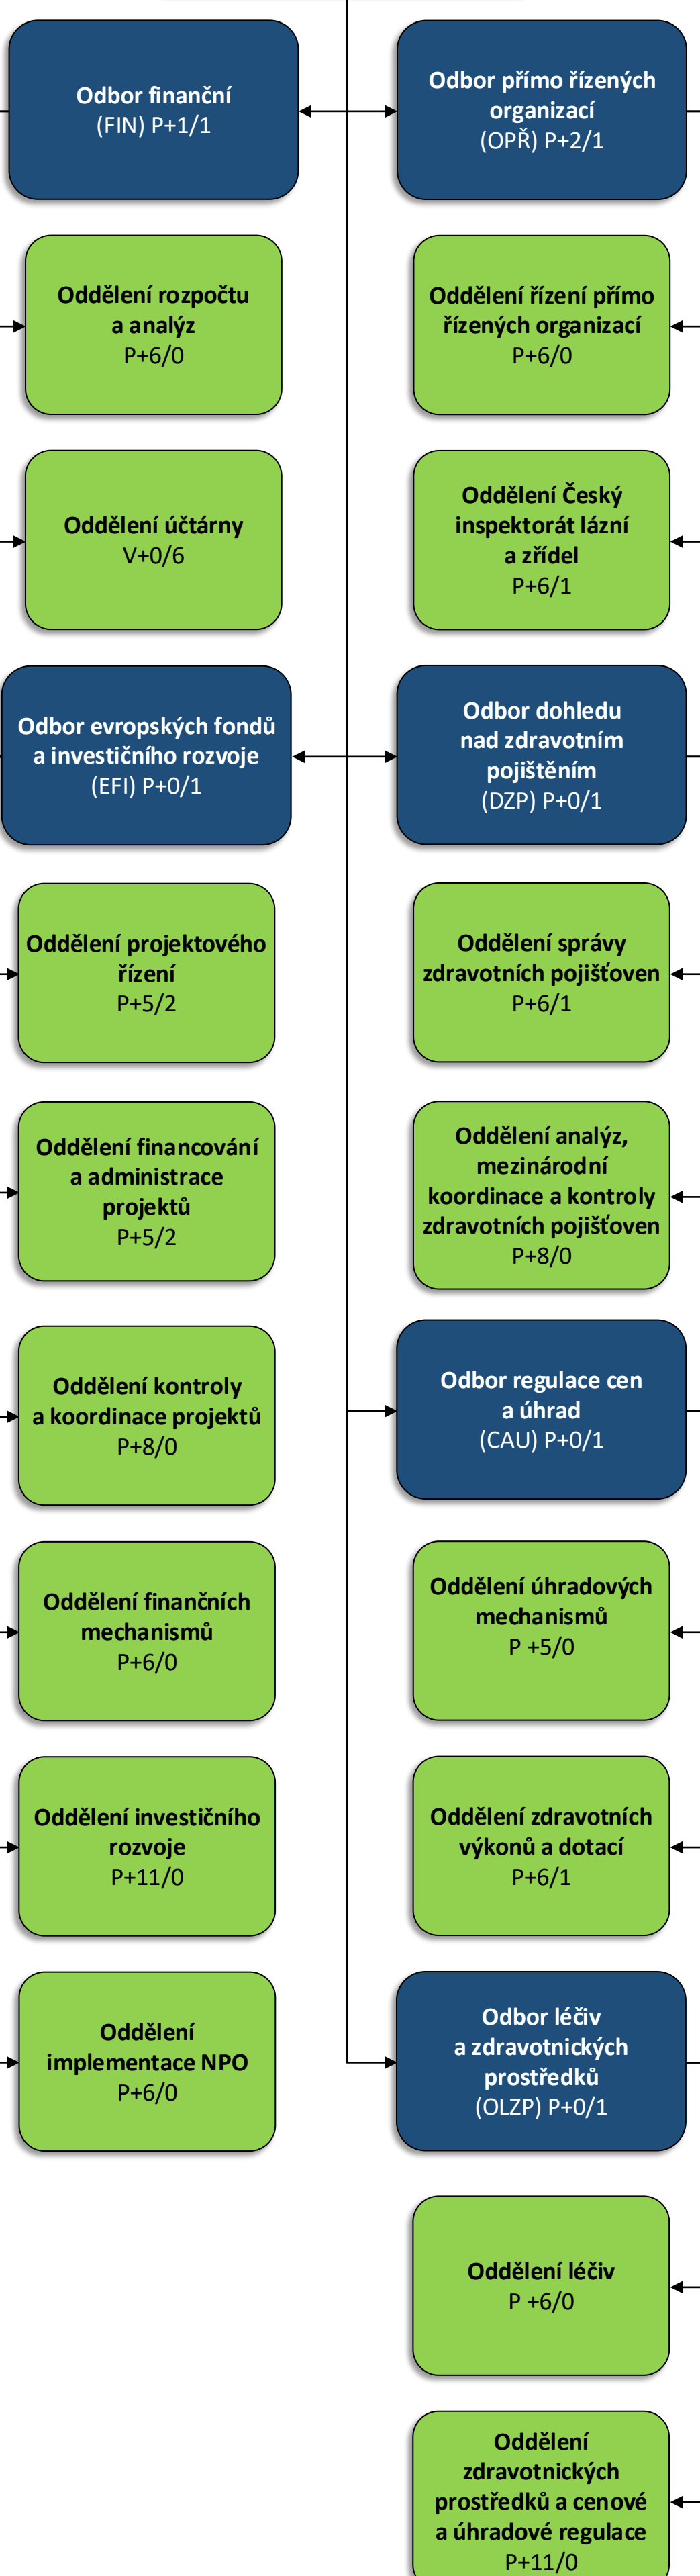 Odbor finanční
(FIN) P+1/1
Oddělení rozpočtu
a analýz
P+6/0
Oddělení účtárny
V+0/6
Odbor evropských fondů
a investičního rozvoje
(EFI) P+0/1
Oddělení projektového
řízení
P+5/2
Oddělení financování
a administrace
projektů
P+5/2
Oddělení kontroly
a koordinace projektů
P+8/0
Oddělení finančních
mechanismů
P+6/0
Oddělení investičního
rozvoje
P+11/0
Oddělení
implementace NPO
P+6/0
Odbor přímo řízených
organizací
(OPŘ) P+2/1
Oddělení řízení přímo
řízených organizací
P+6/0
Oddělení Český
inspektorát lázní
a zřídel
P+6/1
Odbor dohledu
nad zdravotním
pojištěním
(DZP) P+0/1
Oddělení správy
zdravotních pojišťoven
P+6/1
Oddělení analýz,
mezinárodní
koordinace a kontroly
zdravotních pojišťoven
P+8/0
Odbor regulace cen
a úhrad
(CAU) P+0/1
Oddělení úhradových
mechanismů
P +5/0
Oddělení zdravotních
výkonů a dotací
P+6/1
Odbor léčiv
a zdravotnických
prostředků
(OLZP) P+0/1
Oddělení léčiv
P +6/0
Oddělení
zdravotnických
prostředků a cenové
a úhradové regulace
P+11/0